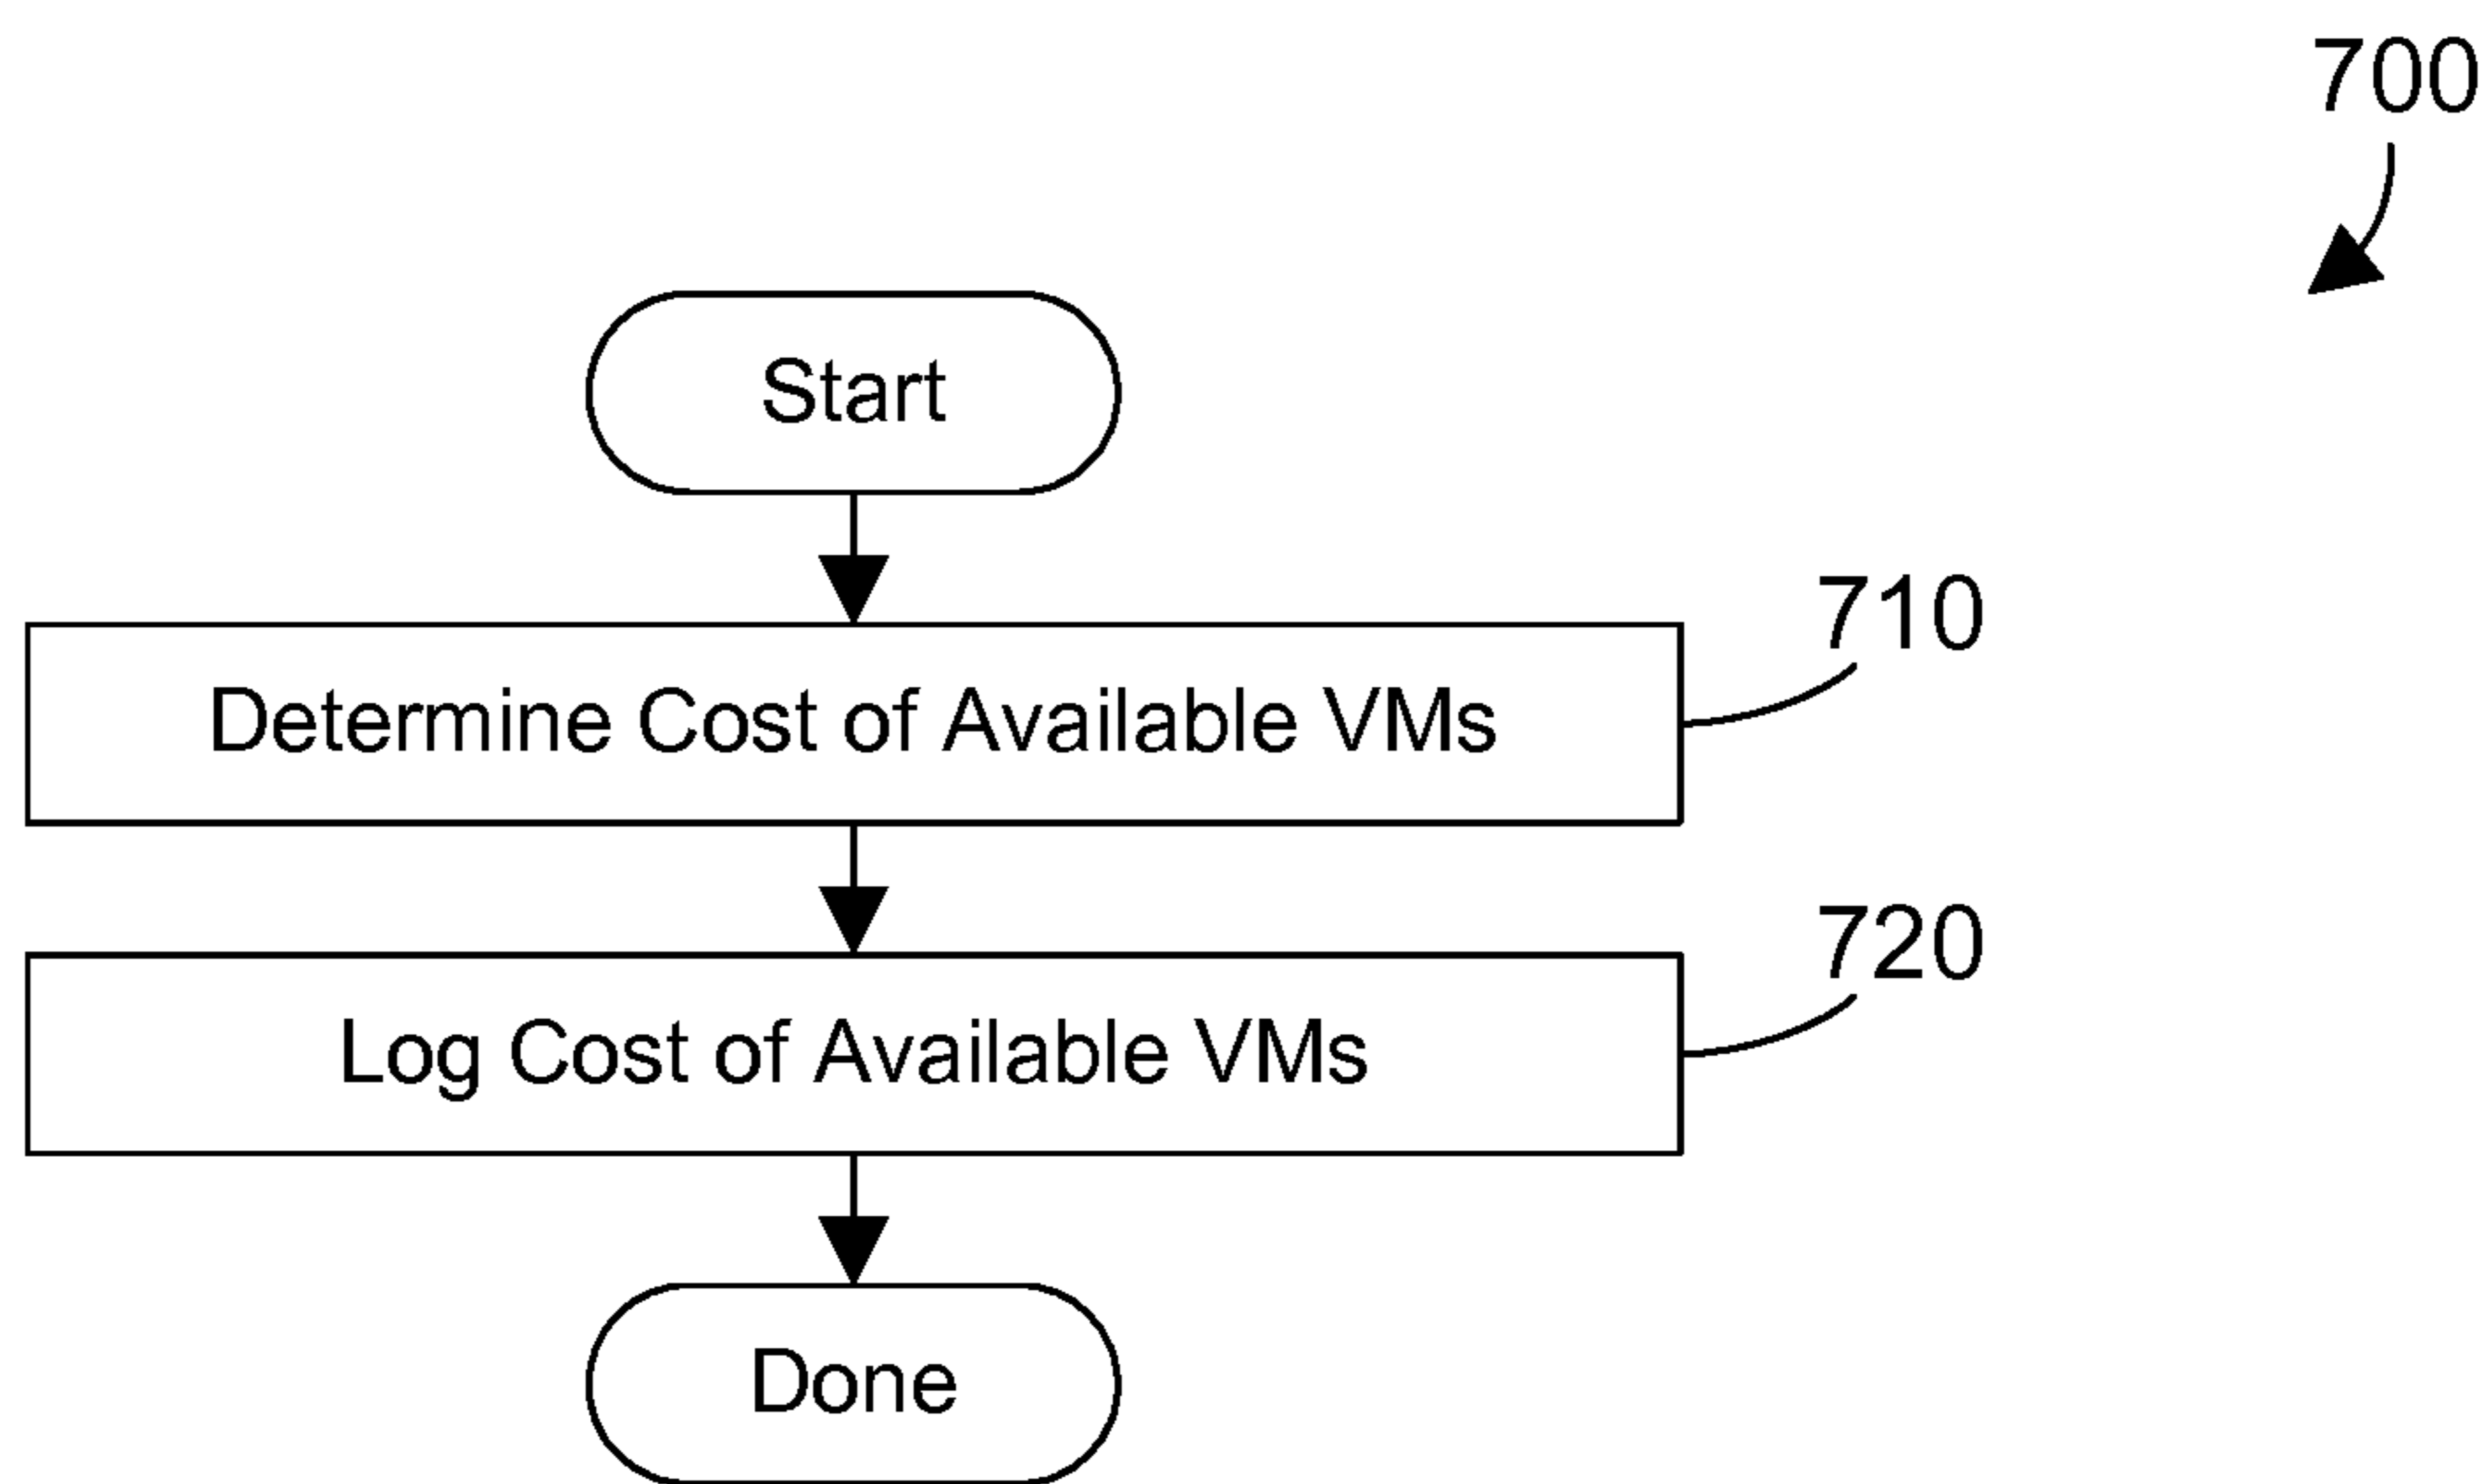 700
Start
710
Determine Cost of Available VMs
720
Log Cost of Available VMs
Done